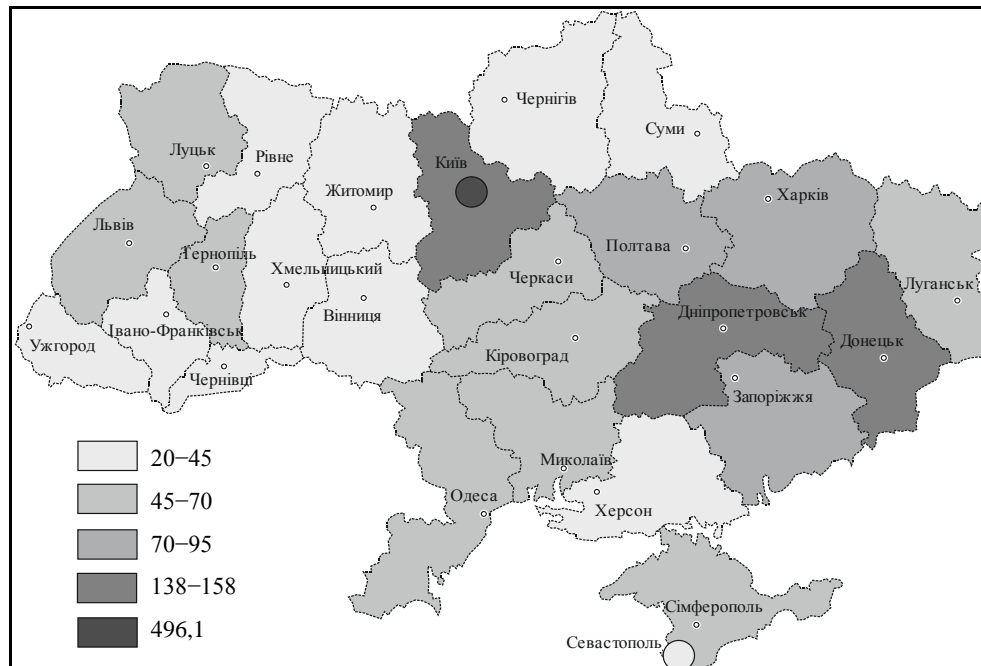 Чернігів
Суми
Луцьк
Рівне
Київ
Житомир
Харків
Львів
Тернопіль
Полтава
Хмельницький
Черкаси
Луганськ
Вінниця
Дніпропетровськ
Івано-Франківськ
Ужгород
Кіровоград
Донецьк
Чернівці
Запоріжжя
20−45
Миколаїв
45−70
Одеса
Херсон
70−95
138−158
Сімферополь
496,1
Севастополь